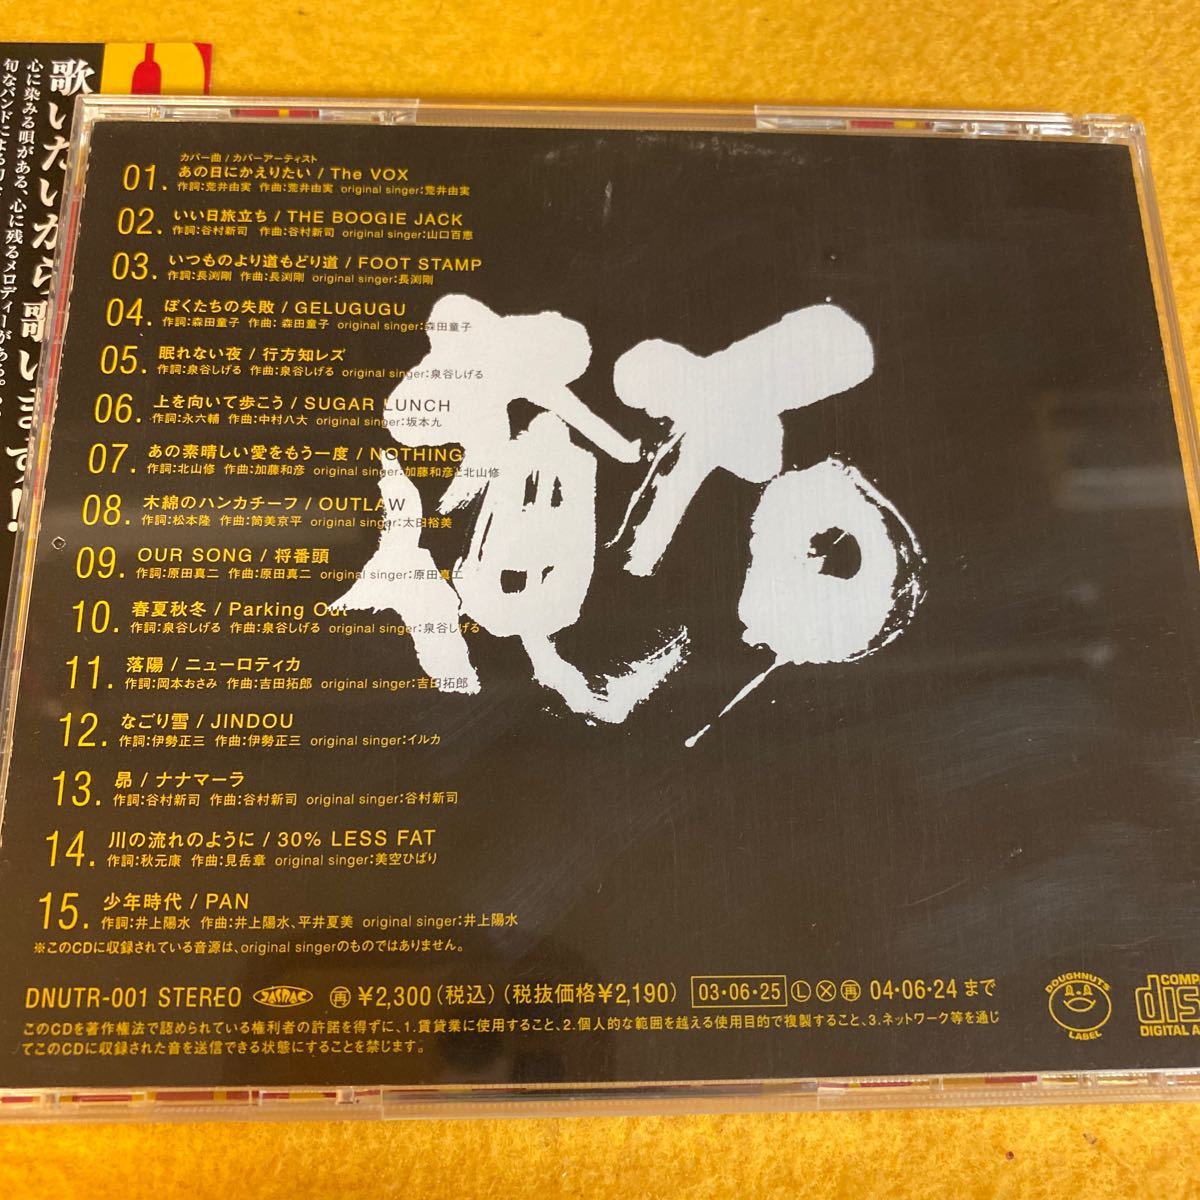 歌いたいから歌います!
心に染みる唄がある、心に残るメロディーがある。
カバー曲 / カバーアーティスト
01. あの日にかえりたい / The VOX
作詞:荒井由実 作曲:荒井由実 original singer:荒井由実
02. いい日旅立ち / THE BOOGIE JACK
作詞:谷村新司 作曲:谷村新司 original singer:山口百恵
03. いつものより道もどり道 / FOOT STAMP
作詞:長渕剛 作曲:長渕剛 original singer:長渕剛
04. ぼくたちの失敗 / GELUGUGU
作詞:森田童子 作曲:森田童子 original singer:森田童子
05. 眠れない夜 / 行方知レズ
作詞:泉谷しげる 作曲:泉谷しげる original singer:泉谷しげる
06. 上を向いて歩こう / SUGAR LUNCH
作詞:永六輔 作曲:中村八大 original singer:坂本九
07. あの素晴しい愛をもう一度 / NOTHING
作詞:北山修 作曲:加藤和彦 original singer:加藤和彦と北山修
08. 木綿のハンカチーフ / OUTLAW
作詞:松本隆 作曲:筒美京平 original singer:太田裕美
09. OUR SONG / 将番頭
作詞:原田真二 作曲:原田真二 original singer:原田真二
10. 春夏秋冬 / Parking Out
作詞:泉谷しげる 作曲:泉谷しげる original singer:泉谷しげる
11. 落陽 / ニューロティカ
作詞:岡本おさみ 作曲:吉田拓郎 original singer:吉田拓郎
12. なごり雪 / JINDOU
作詞:伊勢正三 作曲:伊勢正三 original singer:イルカ
13. 昴 / ナナマーラ
作詞:谷村新司 作曲:谷村新司 original singer:谷村新司
14. 川の流れのように / 30% LESS FAT
作詞:秋元康 作曲:見岳章 original singer:美空ひばり
15. 少年時代 / PAN
作詞:井上陽水 作曲:井上陽水、平井夏美 original singer:井上陽水
※このCDに収録されている音源は、original singerのものではありません。
DNUTR-001 STEREO JASRAC 再 ¥2,300(税込)(税抜価格¥2,190) 03・06・25 Ⓛ Ⓧ 再 04・06・24まで
このCDを著作権法で認められている権利者の許諾を得ずに、1.賃貸業に使用すること、2.個人的な範囲を越える使用目的で複製すること、3.ネットワーク等を通じ
てこのCDに収録された音を送信できる状態にすることを禁じます。
DOUGHNUTS
LABEL
COMP
dis
DIGITAL A